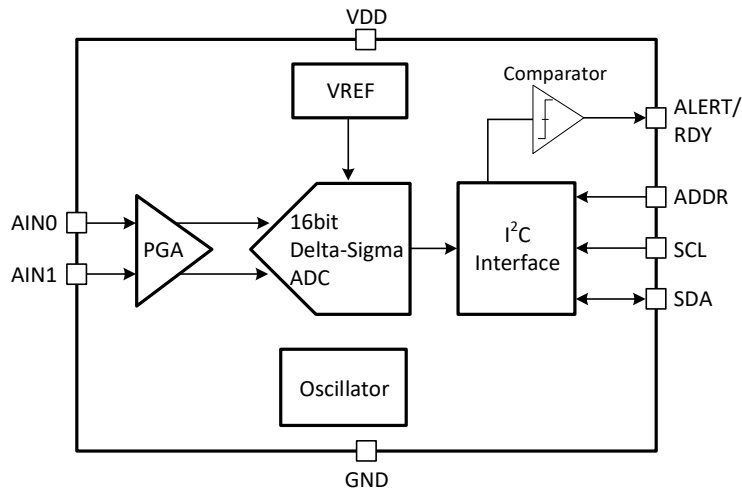 VDD
VREF
Comparator
ALERT/
RDY
AIN0
AIN1
PGA
16bit
Delta-Sigma
ADC
I²C
Interface
ADDR
SCL
SDA
Oscillator
GND